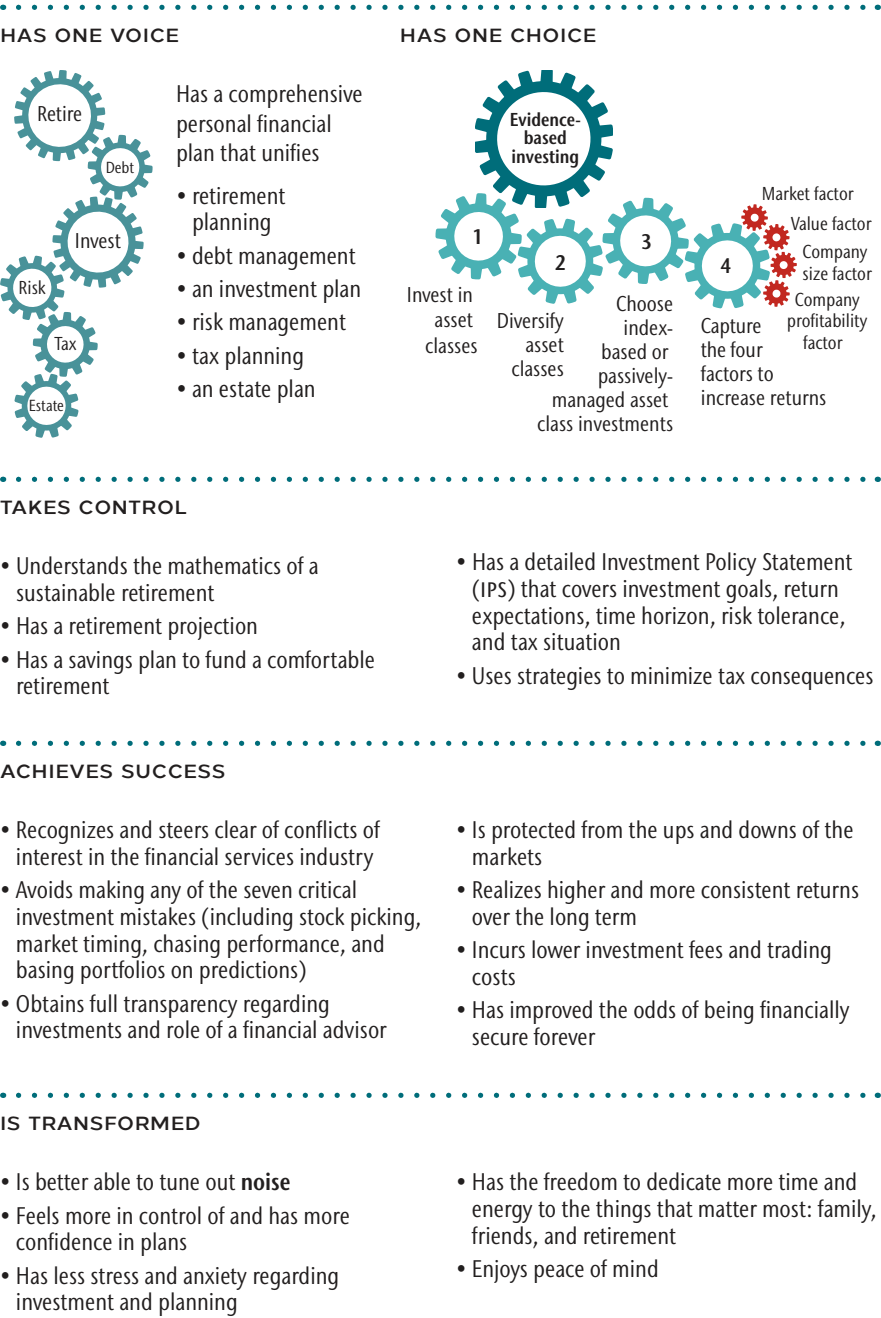 HAS ONE VOICE
Retire
Debt
Invest
Risk
Tax
Estate
Has a comprehensive
personal financial
plan that unifies
• retirement
planning
• debt management
• an investment plan
• risk management
• tax planning
• an estate plan
HAS ONE CHOICE
Evidence-
based
investing
1
Invest in
asset
classes
2
Diversify
asset
classes
3
Choose
index-
based or
passively-
managed asset
class investments
4
Capture
the four
factors to
increase returns
Market factor
Value factor
Company
size factor
Company
profitability
factor
TAKES CONTROL
• Understands the mathematics of a
sustainable retirement
• Has a retirement projection
• Has a savings plan to fund a comfortable
retirement
• Has a detailed Investment Policy Statement
(IPS) that covers investment goals, return
expectations, time horizon, risk tolerance,
and tax situation
• Uses strategies to minimize tax consequences
ACHIEVES SUCCESS
• Recognizes and steers clear of conflicts of
interest in the financial services industry
• Avoids making any of the seven critical
investment mistakes (including stock picking,
market timing, chasing performance, and
basing portfolios on predictions)
• Obtains full transparency regarding
investments and role of a financial advisor
• Is protected from the ups and downs of the
markets
• Realizes higher and more consistent returns
over the long term
• Incurs lower investment fees and trading
costs
• Has improved the odds of being financially
secure forever
IS TRANSFORMED
• Is better able to tune out noise
• Feels more in control of and has more
confidence in plans
• Has less stress and anxiety regarding
investment and planning
• Has the freedom to dedicate more time and
energy to the things that matter most: family,
friends, and retirement
• Enjoys peace of mind